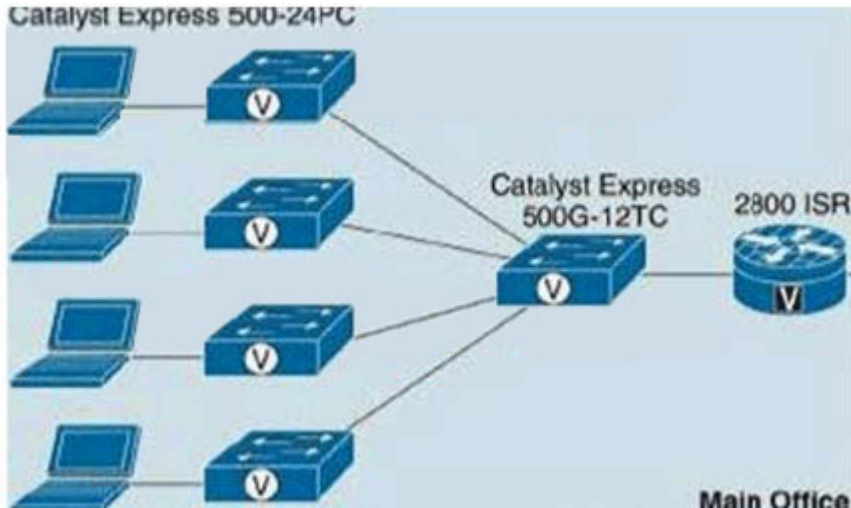 Catalyst Express 500-24PC
V
V
Catalyst Express
500G-12TC
2800 ISR
V
V
V
V
Main Office